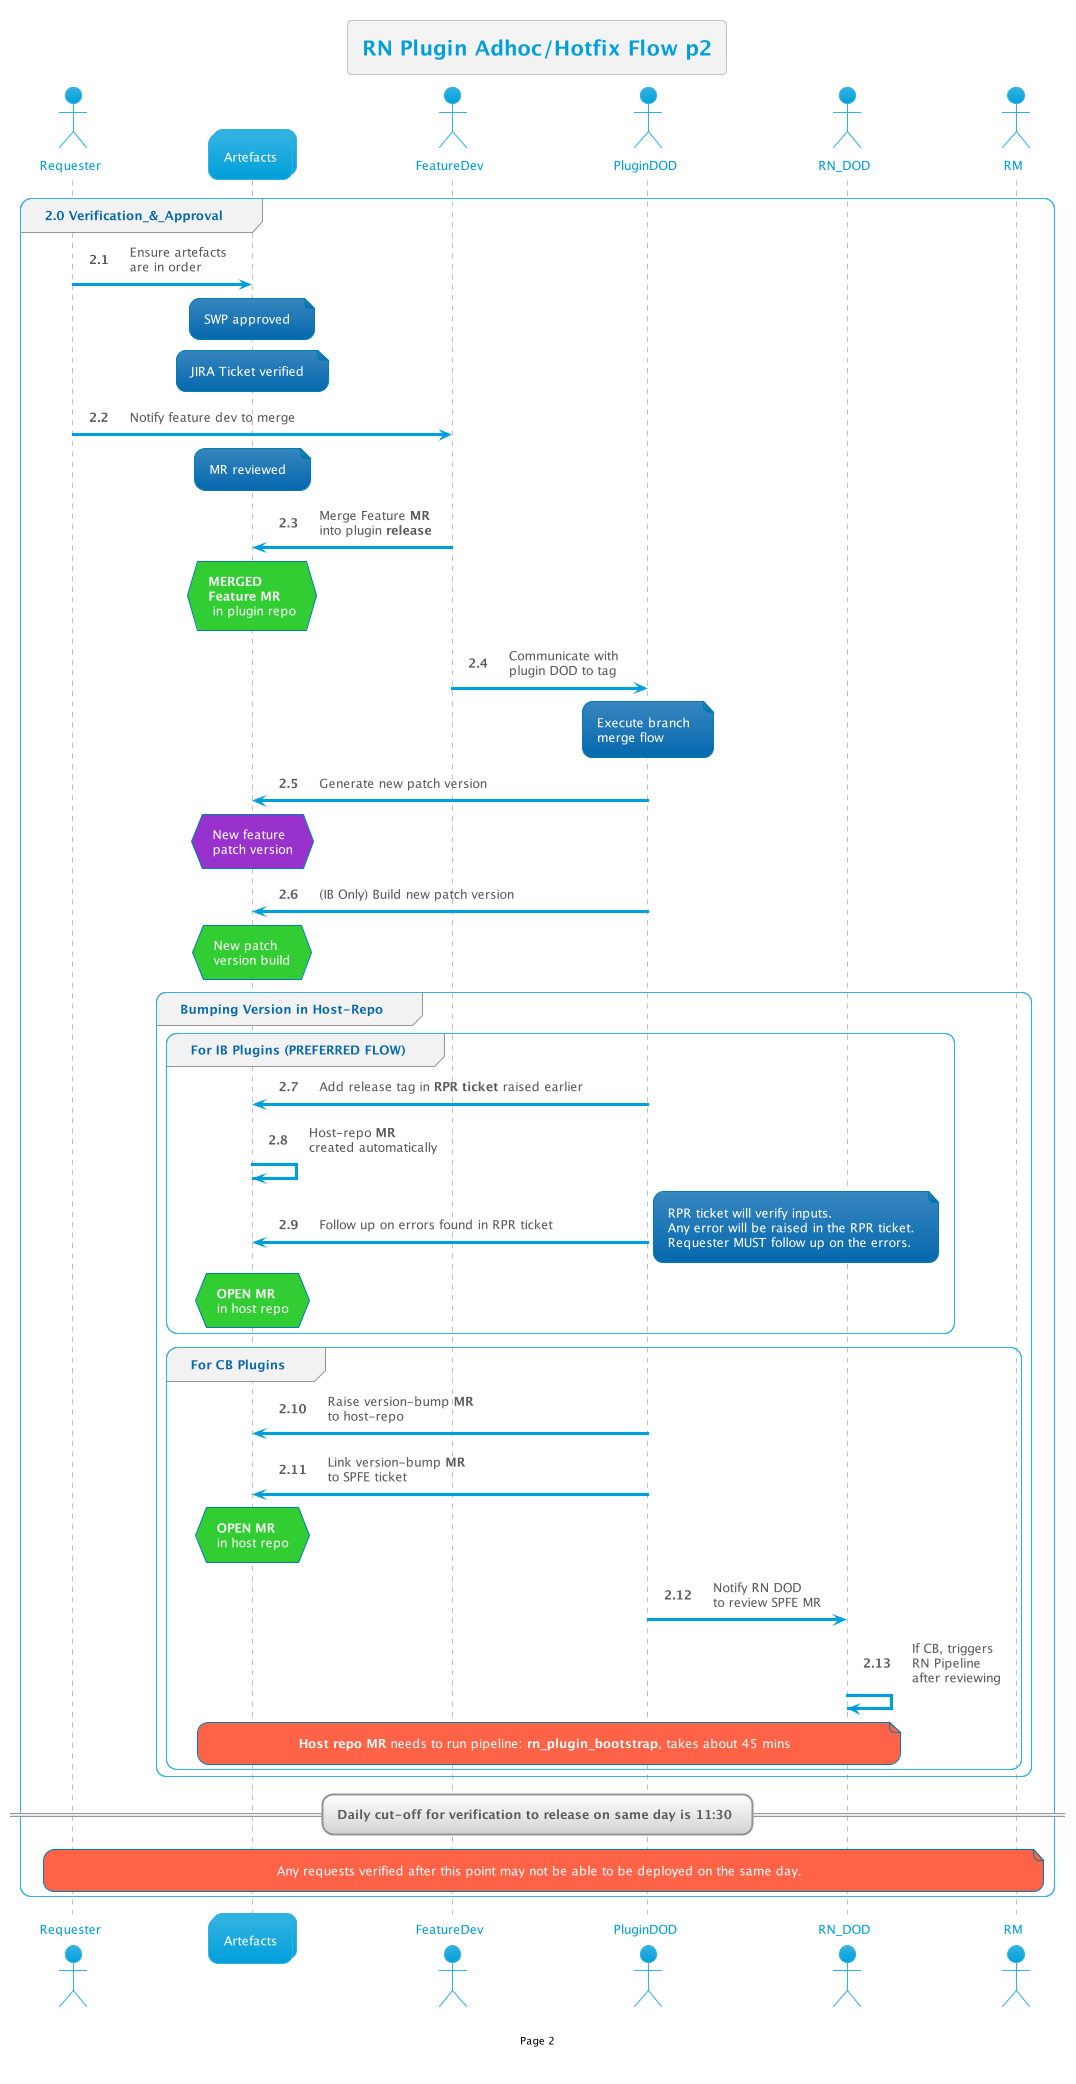 RN Plugin Adhoc/Hotfix Flow p2
Requester
Artefacts
FeatureDev
PluginDOD
RN_DOD
RM
2.0 Verification_&_Approval
2.1 Ensure artefacts
are in order
SWP approved
JIRA Ticket verified
2.2 Notify feature dev to merge
MR reviewed
2.3 Merge Feature MR
into plugin release
MERGED
Feature MR
in plugin repo
2.4 Communicate with
plugin DOD to tag
Execute branch
merge flow
2.5 Generate new patch version
New feature
patch version
2.6 (IB Only) Build new patch version
New patch
version build
Bumping Version in Host-Repo
For IB Plugins (PREFERRED FLOW)
2.7 Add release tag in RPR ticket raised earlier
2.8 Host-repo MR
created automatically
RPR ticket will verify inputs.
Any error will be raised in the RPR ticket.
Requester MUST follow up on the errors.
2.9 Follow up on errors found in RPR ticket
OPEN MR
in host repo
For CB Plugins
2.10 Raise version-bump MR
to host-repo
2.11 Link version-bump MR
to SPFE ticket
OPEN MR
in host repo
2.12 Notify RN DOD
to review SPFE MR
2.13 If CB, triggers
RN Pipeline
after reviewing
Host repo MR needs to run pipeline: rn_plugin_bootstrap, takes about 45 mins
Daily cut-off for verification to release on same day is 11:30
Any requests verified after this point may not be able to be deployed on the same day.
Requester
Artefacts
FeatureDev
PluginDOD
RN_DOD
RM
Page 2